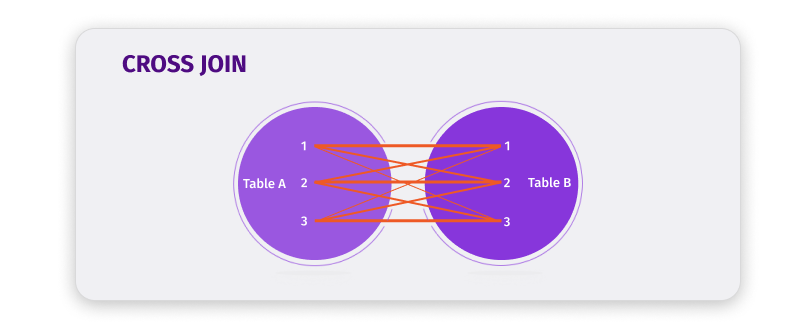 CROSS JOIN
1 1
Table A 2 2 Table B
3 3